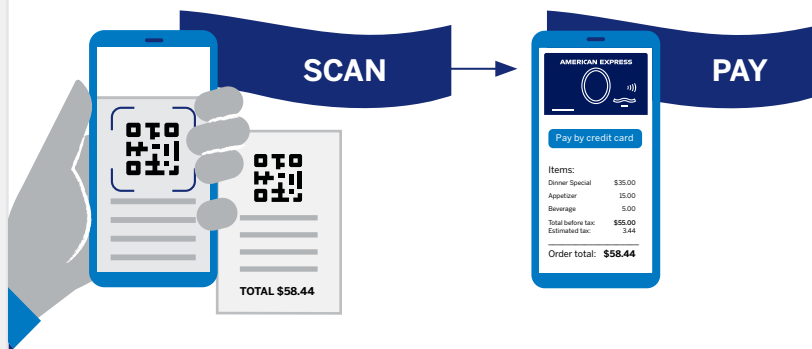 SCAN
TOTAL $58.44
PAY
AMERICAN EXPRESS
Pay by credit card
Items:
Dinner Special $35.00
Appetizer 15.00
Beverage 5.00
Total before tax: $55.00
Estimated tax: 3.44
Order total: $58.44